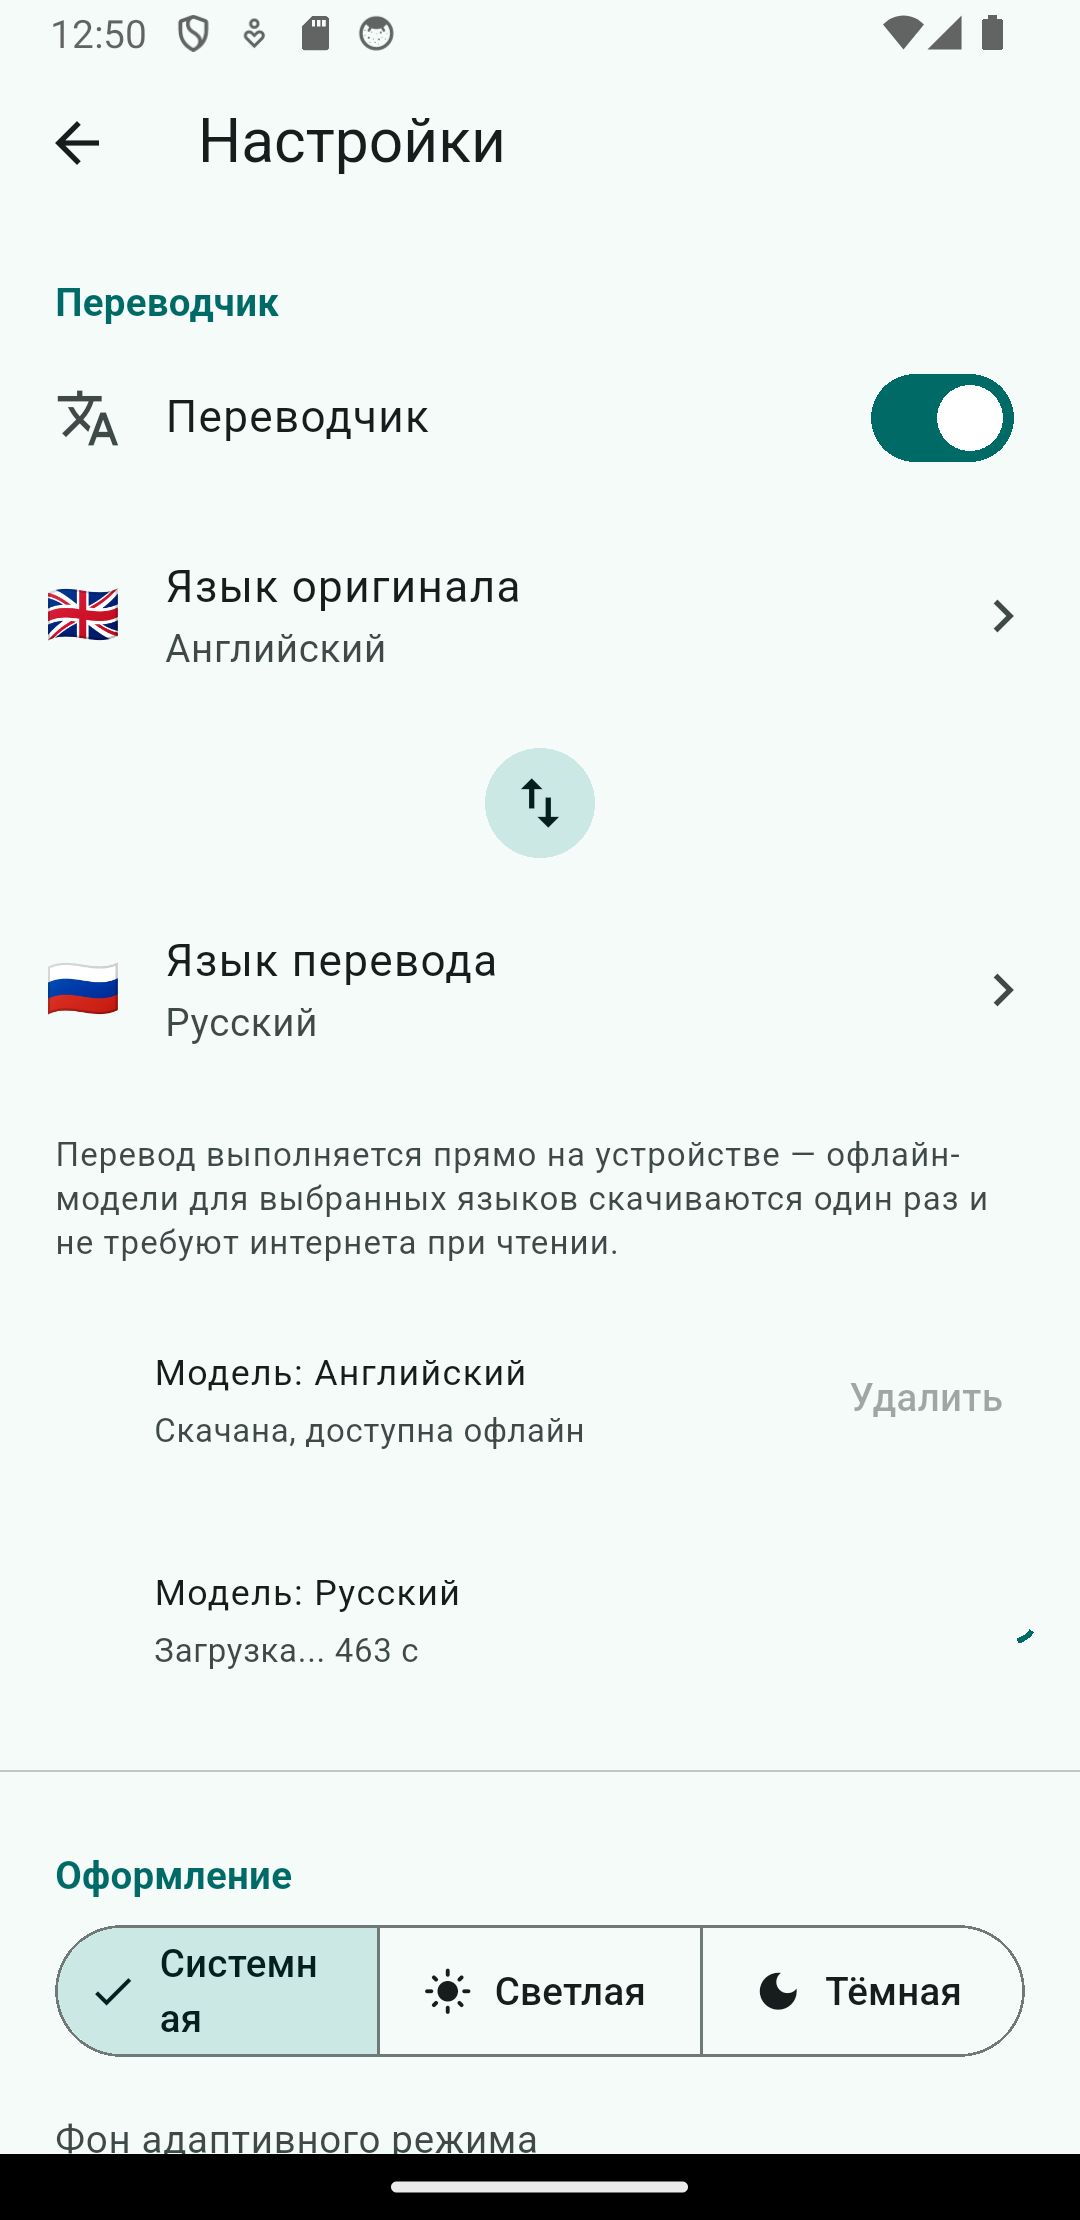 12:50
Настройки
Переводчик
Переводчик
Язык оригинала
Английский
Язык перевода
Русский
Перевод выполняется прямо на устройстве — офлайн-
модели для выбранных языков скачиваются один раз и
не требуют интернета при чтении.
Модель: Английский
Скачана, доступна офлайн
Удалить
Модель: Русский
Загрузка... 463 с
Оформление
Системн
ая
Светлая
Тёмная
Фон адаптивного режима